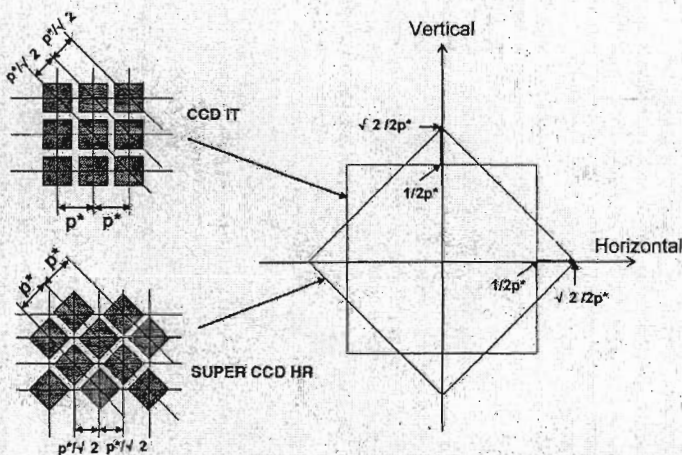 p*/√2 p*/√2
CCD IT
p* p*
p* p*
SUPER CCD HR
p*/√2 p*/√2
Vertical
√2/2p*
1/2p*
Horizontal
1/2p*
√2/2p*